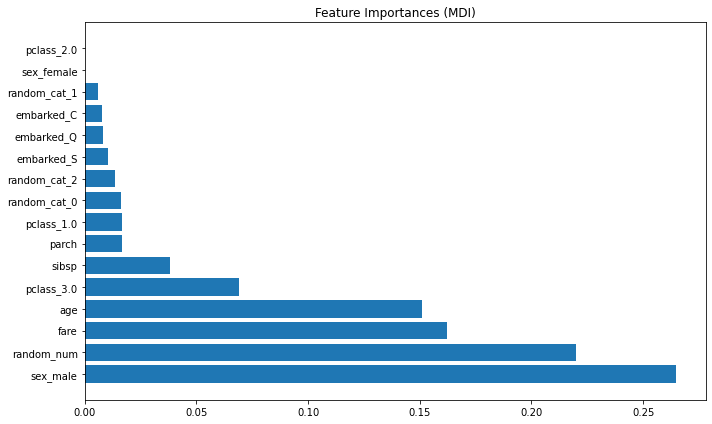 Feature Importances (MDI)
pclass_2.0
sex_female
random_cat_1
embarked_C
embarked_Q
embarked_S
random_cat_2
random_cat_0
pclass_1.0
parch
sibsp
pclass_3.0
age
fare
random_num
sex_male
0.00 0.05 0.10 0.15 0.20 0.25